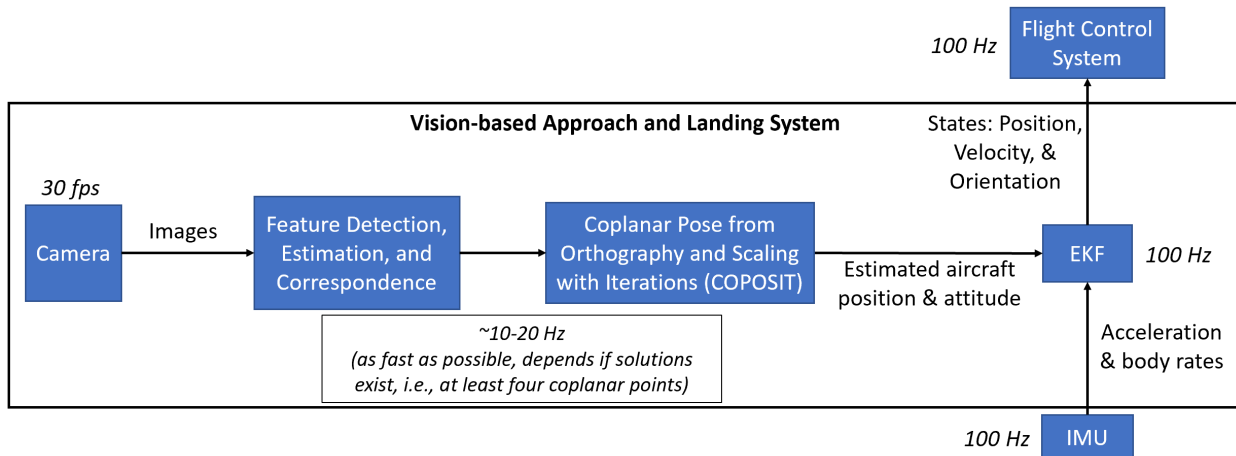 100 Hz
Flight Control
System
Vision-based Approach and Landing System
States: Position,
Velocity, &
Orientation
30 fps
Camera
Images
Feature Detection,
Estimation, and
Correspondence
Coplanar Pose from
Orthography and Scaling
with Iterations (COPOSIT)
Estimated aircraft
position & attitude
EKF
100 Hz
~10-20 Hz
(as fast as possible, depends if solutions
exist, i.e., at least four coplanar points)
Acceleration
& body rates
100 Hz
IMU